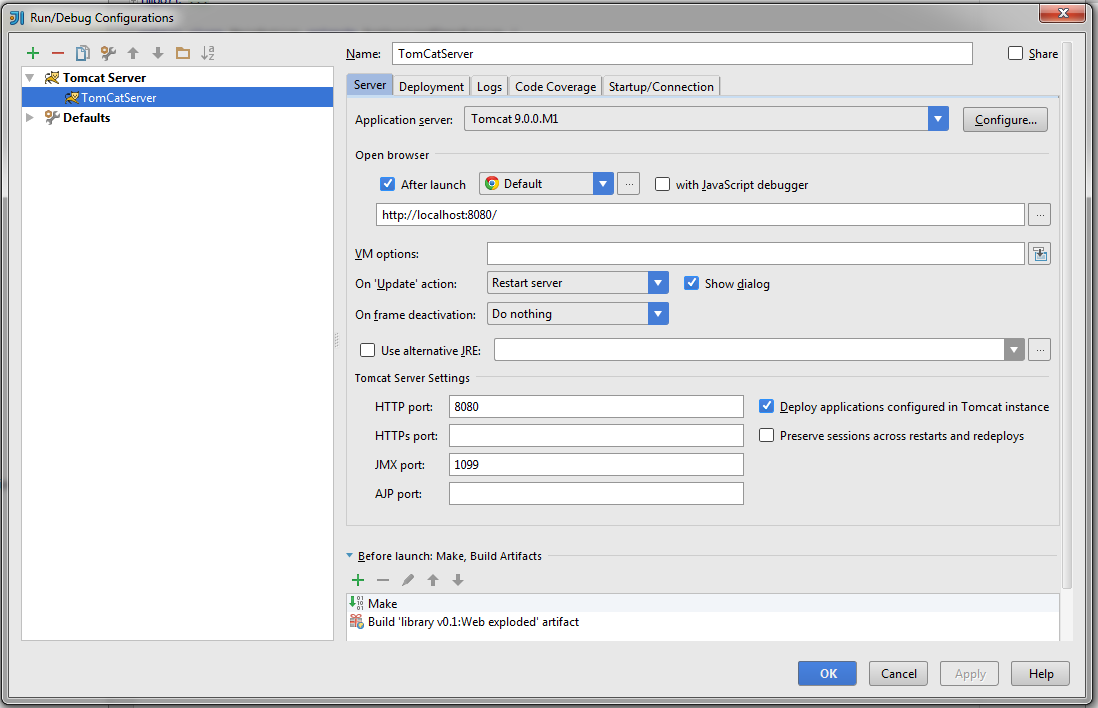 Run/Debug Configurations
Name: TomCatServer Share
Tomcat Server
TomCatServer
Defaults
Server Deployment Logs Code Coverage Startup/Connection
Application server: Tomcat 9.0.0.M1 Configure...
Open browser
After launch Default ... with JavaScript debugger
http://localhost:8080/ ...
VM options:
On 'Update' action: Restart server Show dialog
On frame deactivation: Do nothing
Use alternative JRE: ...
Tomcat Server Settings
HTTP port: 8080 Deploy applications configured in Tomcat instance
HTTPs port: Preserve sessions across restarts and redeploys
JMX port: 1099
AJP port:
Before launch: Make, Build Artifacts
Make
Build 'library v0.1:Web exploded' artifact
OK Cancel Apply Help